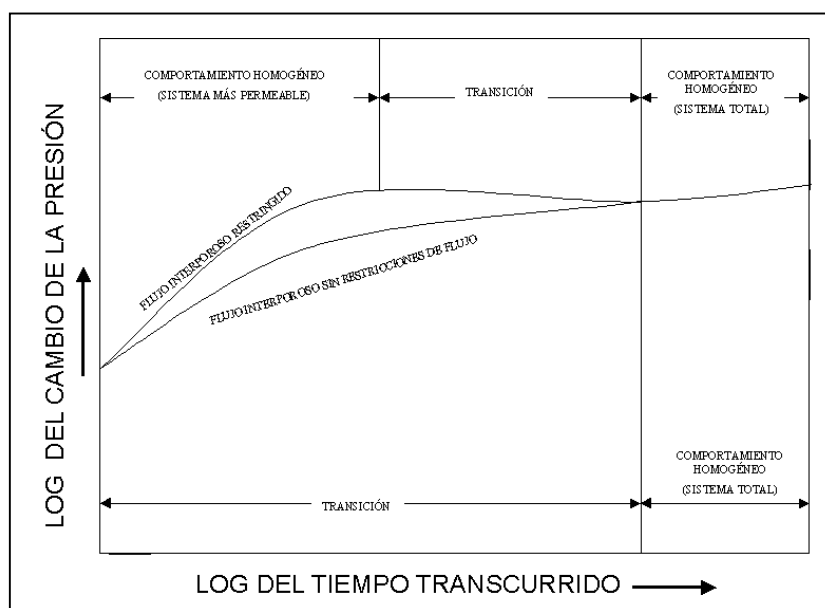 COMPORTAMIENTO HOMOGÉNEO
(SISTEMA MÁS PERMEABLE)
TRANSICIÓN
COMPORTAMIENTO
HOMOGÉNEO
(SISTEMA TOTAL)
LOG DEL CAMBIO DE LA PRESIÓN
FLUJO INTERPOROSO RESTRINGIDO
FLUJO INTERPOROSO SIN RESTRICCIONES DE FLUJO
COMPORTAMIENTO
HOMOGÉNEO
(SISTEMA TOTAL)
TRANSICIÓN
LOG DEL TIEMPO TRANSCURRIDO